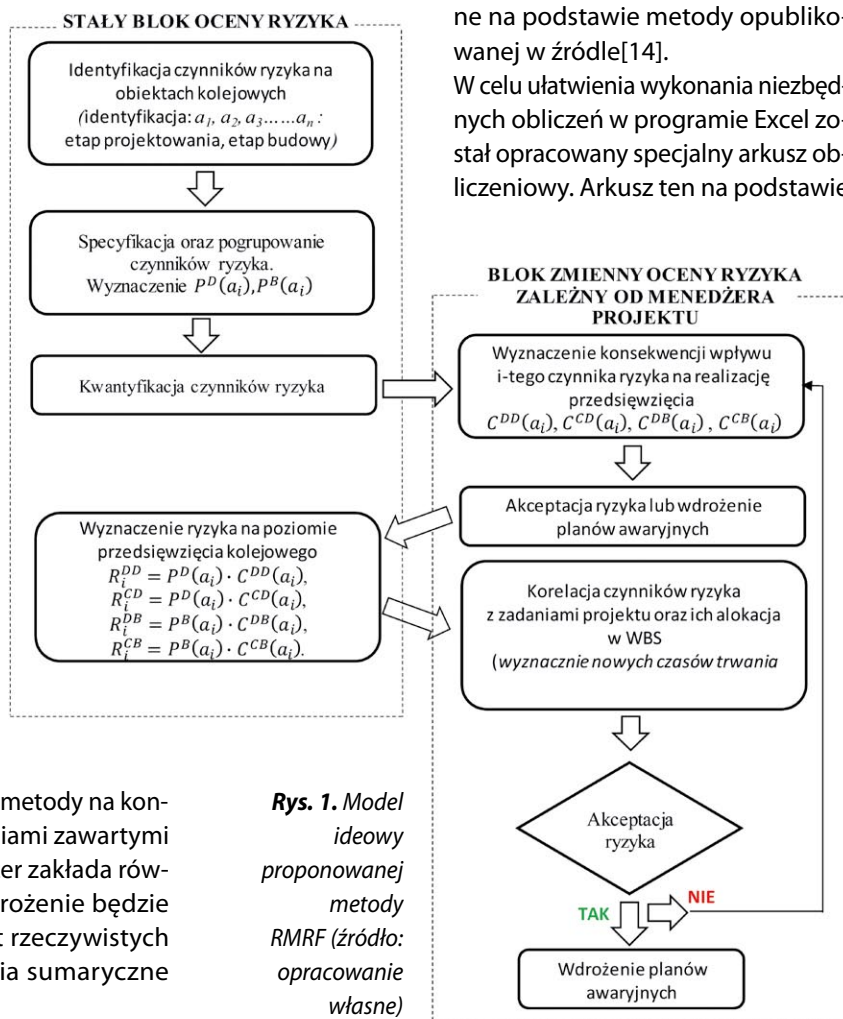 STAŁY BLOK OCENY RYZYKA
Identyfikacja czynników ryzyka na
obiektach kolejowych
(identyfikacja: a₁, a₂, a₃……aₙ :
etap projektowania, etap budowy)
Specyfikacja oraz pogrupowanie
czynników ryzyka.
Wyznaczenie Pᴰ(aᵢ),Pᴮ(aᵢ)
Kwantyfikacja czynników ryzyka
Wyznaczenie ryzyka na poziomie
przedsięwzięcia kolejowego
Rᵢᴰᴰ = Pᴰ(aᵢ) · Cᴰᴰ(aᵢ),
Rᵢᶜᴰ = Pᴰ(aᵢ) · Cᶜᴰ(aᵢ),
Rᵢᴰᴮ = Pᴮ(aᵢ) · Cᴰᴮ(aᵢ),
Rᵢᶜᴮ = Pᴮ(aᵢ) · Cᶜᴮ(aᵢ).
metody na kon-
iami zawartymi
er zakłada rów-
rożenie będzie
t rzeczywistych
ia sumaryczne
Rys. 1. Model
ideowy
proponowanej
metody
RMRF (źródło:
opracowanie
własne)
ne na podstawie metody opubliko-
wanej w źródle[14].
W celu ułatwienia wykonania niezbęd-
nych obliczeń w programie Excel zo-
stał opracowany specjalny arkusz ob-
liczeniowy. Arkusz ten na podstawie
BLOK ZMIENNY OCENY RYZYKA
ZALEŻNY OD MENEDŻERA
PROJEKTU
Wyznaczenie konsekwencji wpływu
i-tego czynnika ryzyka na realizację
przedsięwzięcia
Cᴰᴰ(aᵢ), Cᶜᴰ(aᵢ), Cᴰᴮ(aᵢ) , Cᶜᴮ(aᵢ)
Akceptacja ryzyka lub wdrożenie
planów awaryjnych
Korelacja czynników ryzyka
z zadaniami projektu oraz ich alokacja
w WBS
(wyznacznie nowych czasów trwania
Akceptacja
ryzyka
TAK
NIE
Wdrożenie planów
awaryjnych